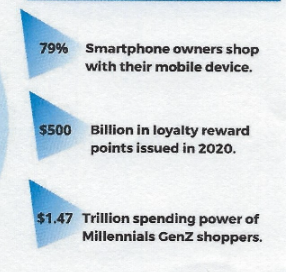 79% Smartphone owners shop
with their mobile device.
$500 Billion in loyalty reward
points issued in 2020.
$1.47 Trillion spending power of
Millennials GenZ shoppers.